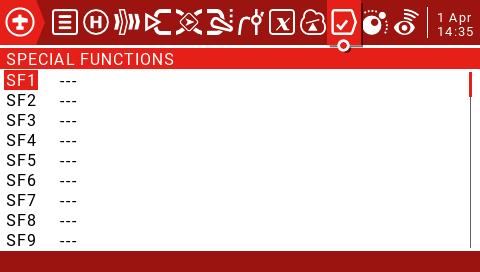 1 Apr
14:35
SPECIAL FUNCTIONS
SF1 ---
SF2 ---
SF3 ---
SF4 ---
SF5 ---
SF6 ---
SF7 ---
SF8 ---
SF9 ---